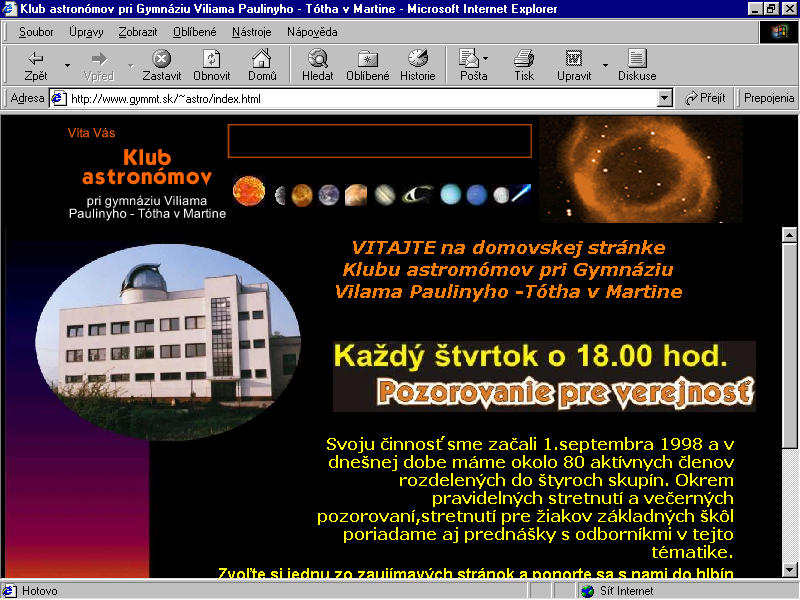 Klub astronómov pri Gymnáziu Viliama Paulinyho - Tótha v Martine - Microsoft Internet Explorer
Soubor Úpravy Zobrazit Oblíbené Nástroje Nápověda
Zpět Vpřed Zastavit Obnovit Domů Hledat Oblíbené Historie Pošta Tisk Upravit Diskuse
Adresa http://www.gymmt.sk/~astro/index.html Přejít Prepojenia
Víta Vás
Klub
astronómov
pri gymnáziu Viliama
Paulinyho - Tótha v Martine
VITAJTE na domovskej stránke
Klubu astromómov pri Gymnáziu
Vilama Paulinyho -Tótha v Martine
Každý štvrtok o 18.00 hod.
Pozorovanie pre verejnosť
Svoju činnosť sme začali 1.septembra 1998 a v
dnešnej dobe máme okolo 80 aktívnych členov
rozdelených do štyroch skupín. Okrem
pravidelných stretnutí a večerných
pozorovaní,stretnutí pre žiakov základných škôl
poriadame aj prednášky s odborníkmi v tejto
tématike.
Zvoľte si jednu zo zaujímavých stránok a ponorte sa s nami do hlbín
Hotovo Síť Internet